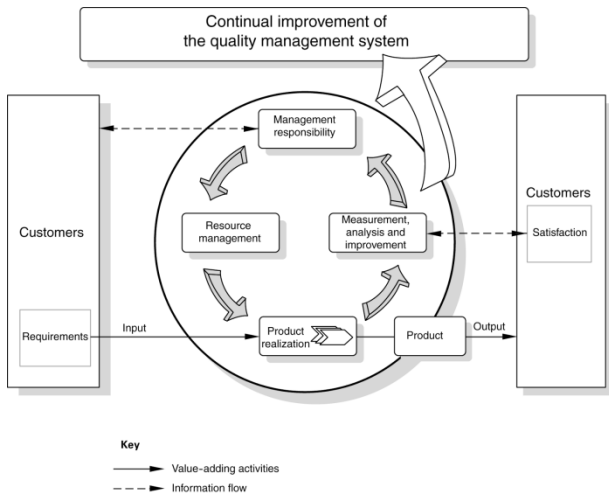 Continual improvement of
the quality management system
Management
responsibility
Customers
Resource
management
Measurement,
analysis and
improvement
Customers
Satisfaction
Requirements
Input
Product
realization
Product
Output
Key
Value-adding activities
Information flow